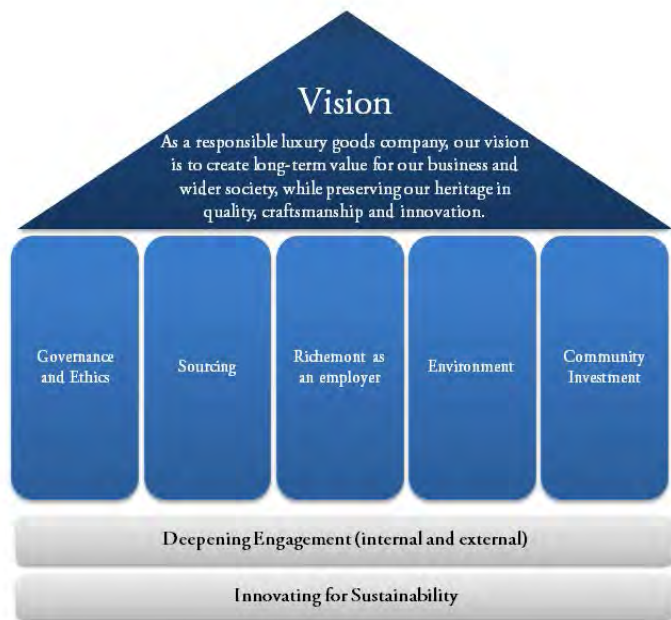 Vision
As a responsible luxury goods company, our vision
is to create long-term value for our business and
wider society, while preserving our heritage in
quality, craftsmanship and innovation.
Governance
and Ethics
Sourcing
Richemont as
an employer
Environment
Community
Investment
Deepening Engagement (internal and external)
Innovating for Sustainability